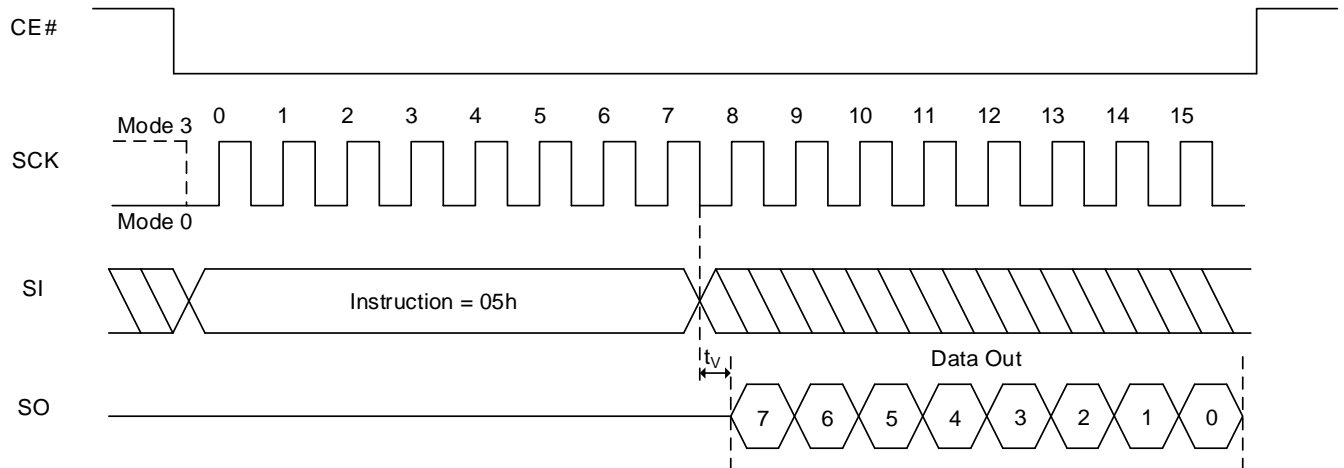 CE#
0 1 2 3 4 5 6 7 8 9 10 11 12 13 14 15
Mode 3
SCK
Mode 0
SI
Instruction = 05h
tV
Data Out
SO
7 6 5 4 3 2 1 0